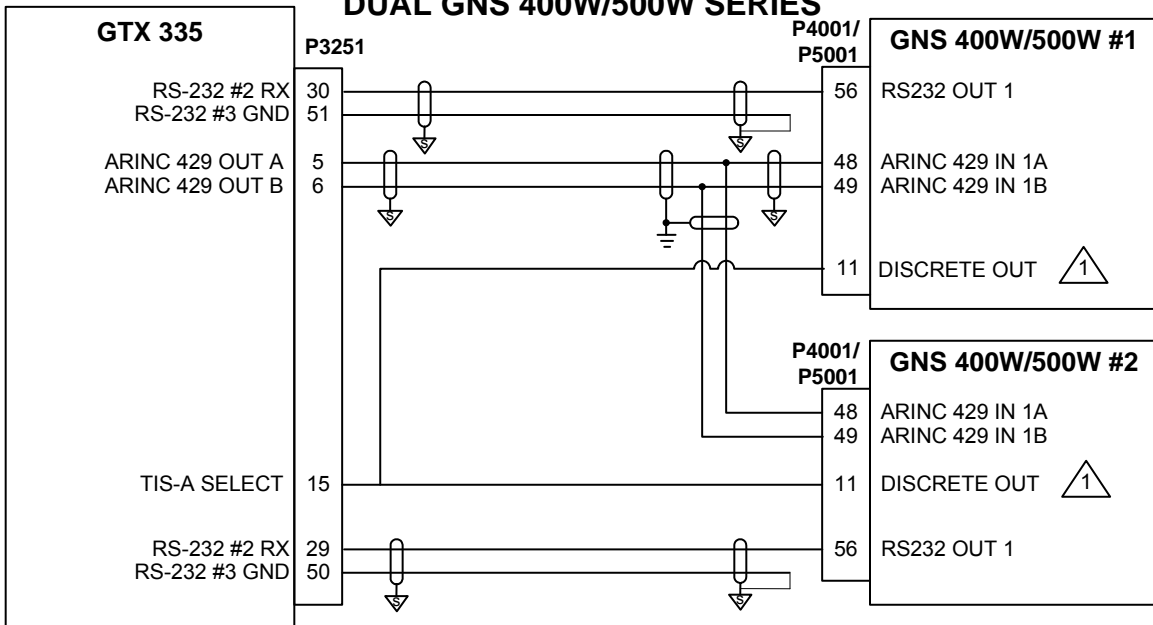 DUAL GNS 400W/500W SERIES
GTX 335
P3251
RS-232 #2 RX 30
RS-232 #3 GND 51
ARINC 429 OUT A 5
ARINC 429 OUT B 6
TIS-A SELECT 15
RS-232 #2 RX 29
RS-232 #3 GND 50
S
S
S
S
S
S
P4001/
P5001
GNS 400W/500W #1
56 RS232 OUT 1
48 ARINC 429 IN 1A
49 ARINC 429 IN 1B
11 DISCRETE OUT 1
P4001/
P5001
GNS 400W/500W #2
48 ARINC 429 IN 1A
49 ARINC 429 IN 1B
11 DISCRETE OUT 1
56 RS232 OUT 1